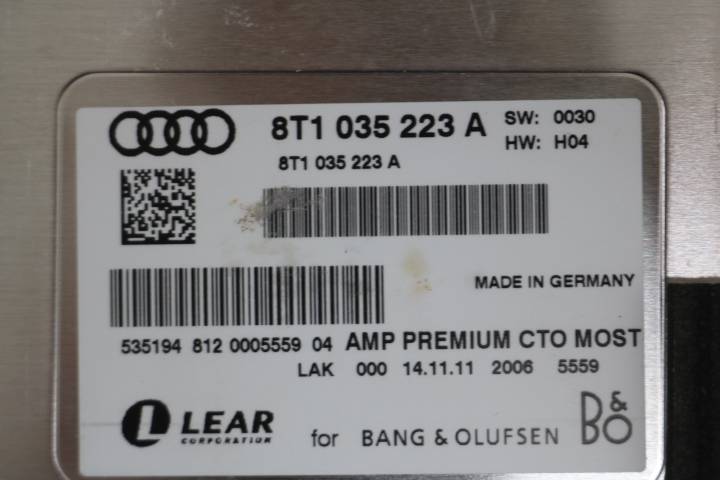 8T1 035 223 A SW: 0030
HW: H04
8T1 035 223 A
MADE IN GERMANY
535194 812 0005559 04 AMP PREMIUM CTO MOST
LAK 000 14.11.11 2006 5559
L LEAR
CORPORATION
for BANG & OLUFSEN B&O